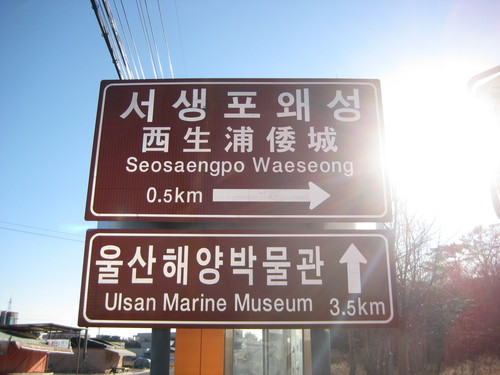 서생포왜성
西生浦倭城
Seosaengpo Waeseong
0.5km
울산해양박물관
Ulsan Marine Museum 3.5km